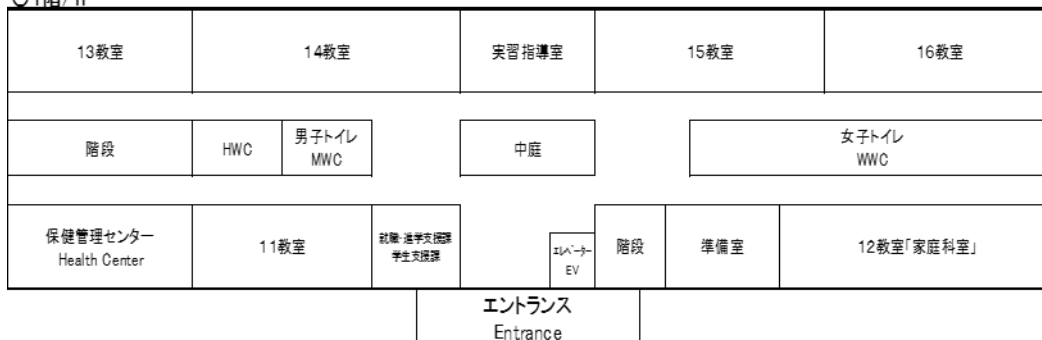 〇1階/1F
13教室
14教室
実習指導室
15教室
16教室
階段
HWC
男子トイレ
MWC
中庭
女子トイレ
WWC
保健管理センター
Health Center
11教室
就職・進学支援課
学生支援課
エレベーター
EV
階段
準備室
12教室「家庭科室」
エントランス
Entrance